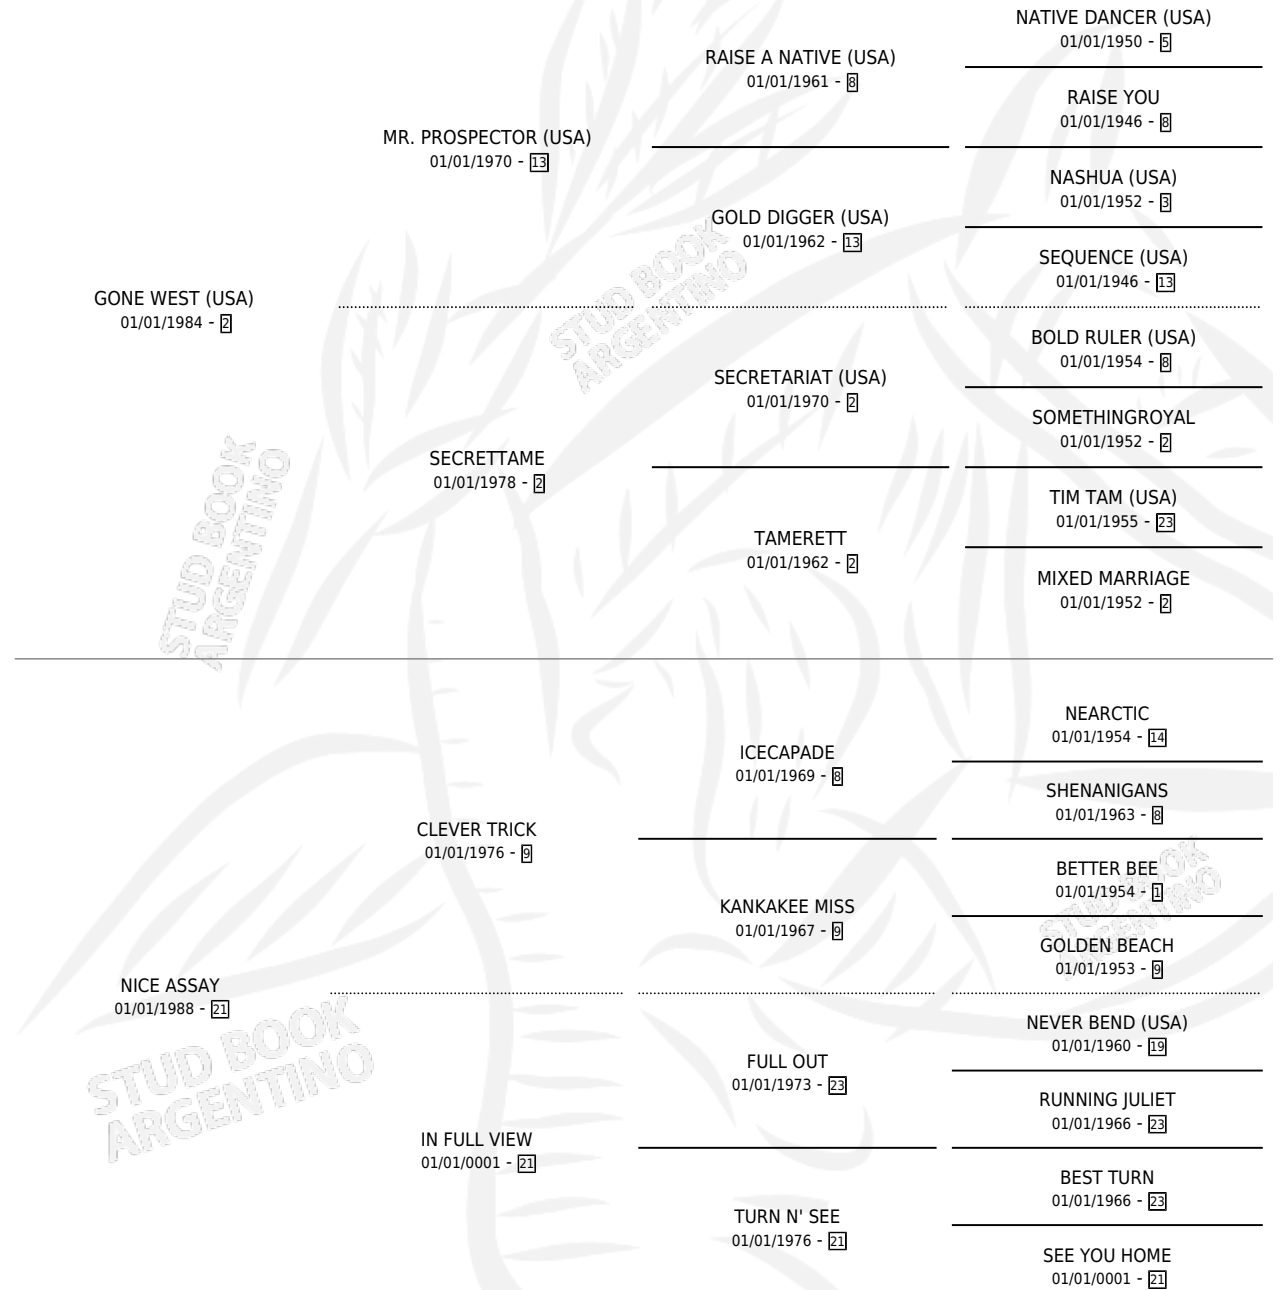 NATIVE DANCER (USA)
01/01/1950 - 5
RAISE A NATIVE (USA)
01/01/1961 - 8
RAISE YOU
01/01/1946 - 8
MR. PROSPECTOR (USA)
01/01/1970 - 13
NASHUA (USA)
01/01/1952 - 3
GOLD DIGGER (USA)
01/01/1962 - 13
SEQUENCE (USA)
01/01/1946 - 13
GONE WEST (USA)
01/01/1984 - 2
STUD BOOK
ARGENTINO
BOLD RULER (USA)
01/01/1954 - 8
SECRETARIAT (USA)
01/01/1970 - 2
SOMETHINGROYAL
01/01/1952 - 2
SECRETTAME
01/01/1978 - 2
TIM TAM (USA)
01/01/1955 - 23
TAMERETT
01/01/1962 - 2
MIXED MARRIAGE
01/01/1952 - 2
STUD BOOK
ARGENTINO
NEARCTIC
01/01/1954 - 14
ICECAPADE
01/01/1969 - 8
SHENANIGANS
01/01/1963 - 8
CLEVER TRICK
01/01/1976 - 9
BETTER BEE
01/01/1954 - 1
KANKAKEE MISS
01/01/1967 - 9
STUD BOOK
ARGENTINO
GOLDEN BEACH
01/01/1953 - 9
NICE ASSAY
01/01/1988 - 21
STUD BOOK
ARGENTINO
NEVER BEND (USA)
01/01/1960 - 19
FULL OUT
01/01/1973 - 23
RUNNING JULIET
01/01/1966 - 23
IN FULL VIEW
01/01/0001 - 21
BEST TURN
01/01/1966 - 23
TURN N' SEE
01/01/1976 - 21
SEE YOU HOME
01/01/0001 - 21